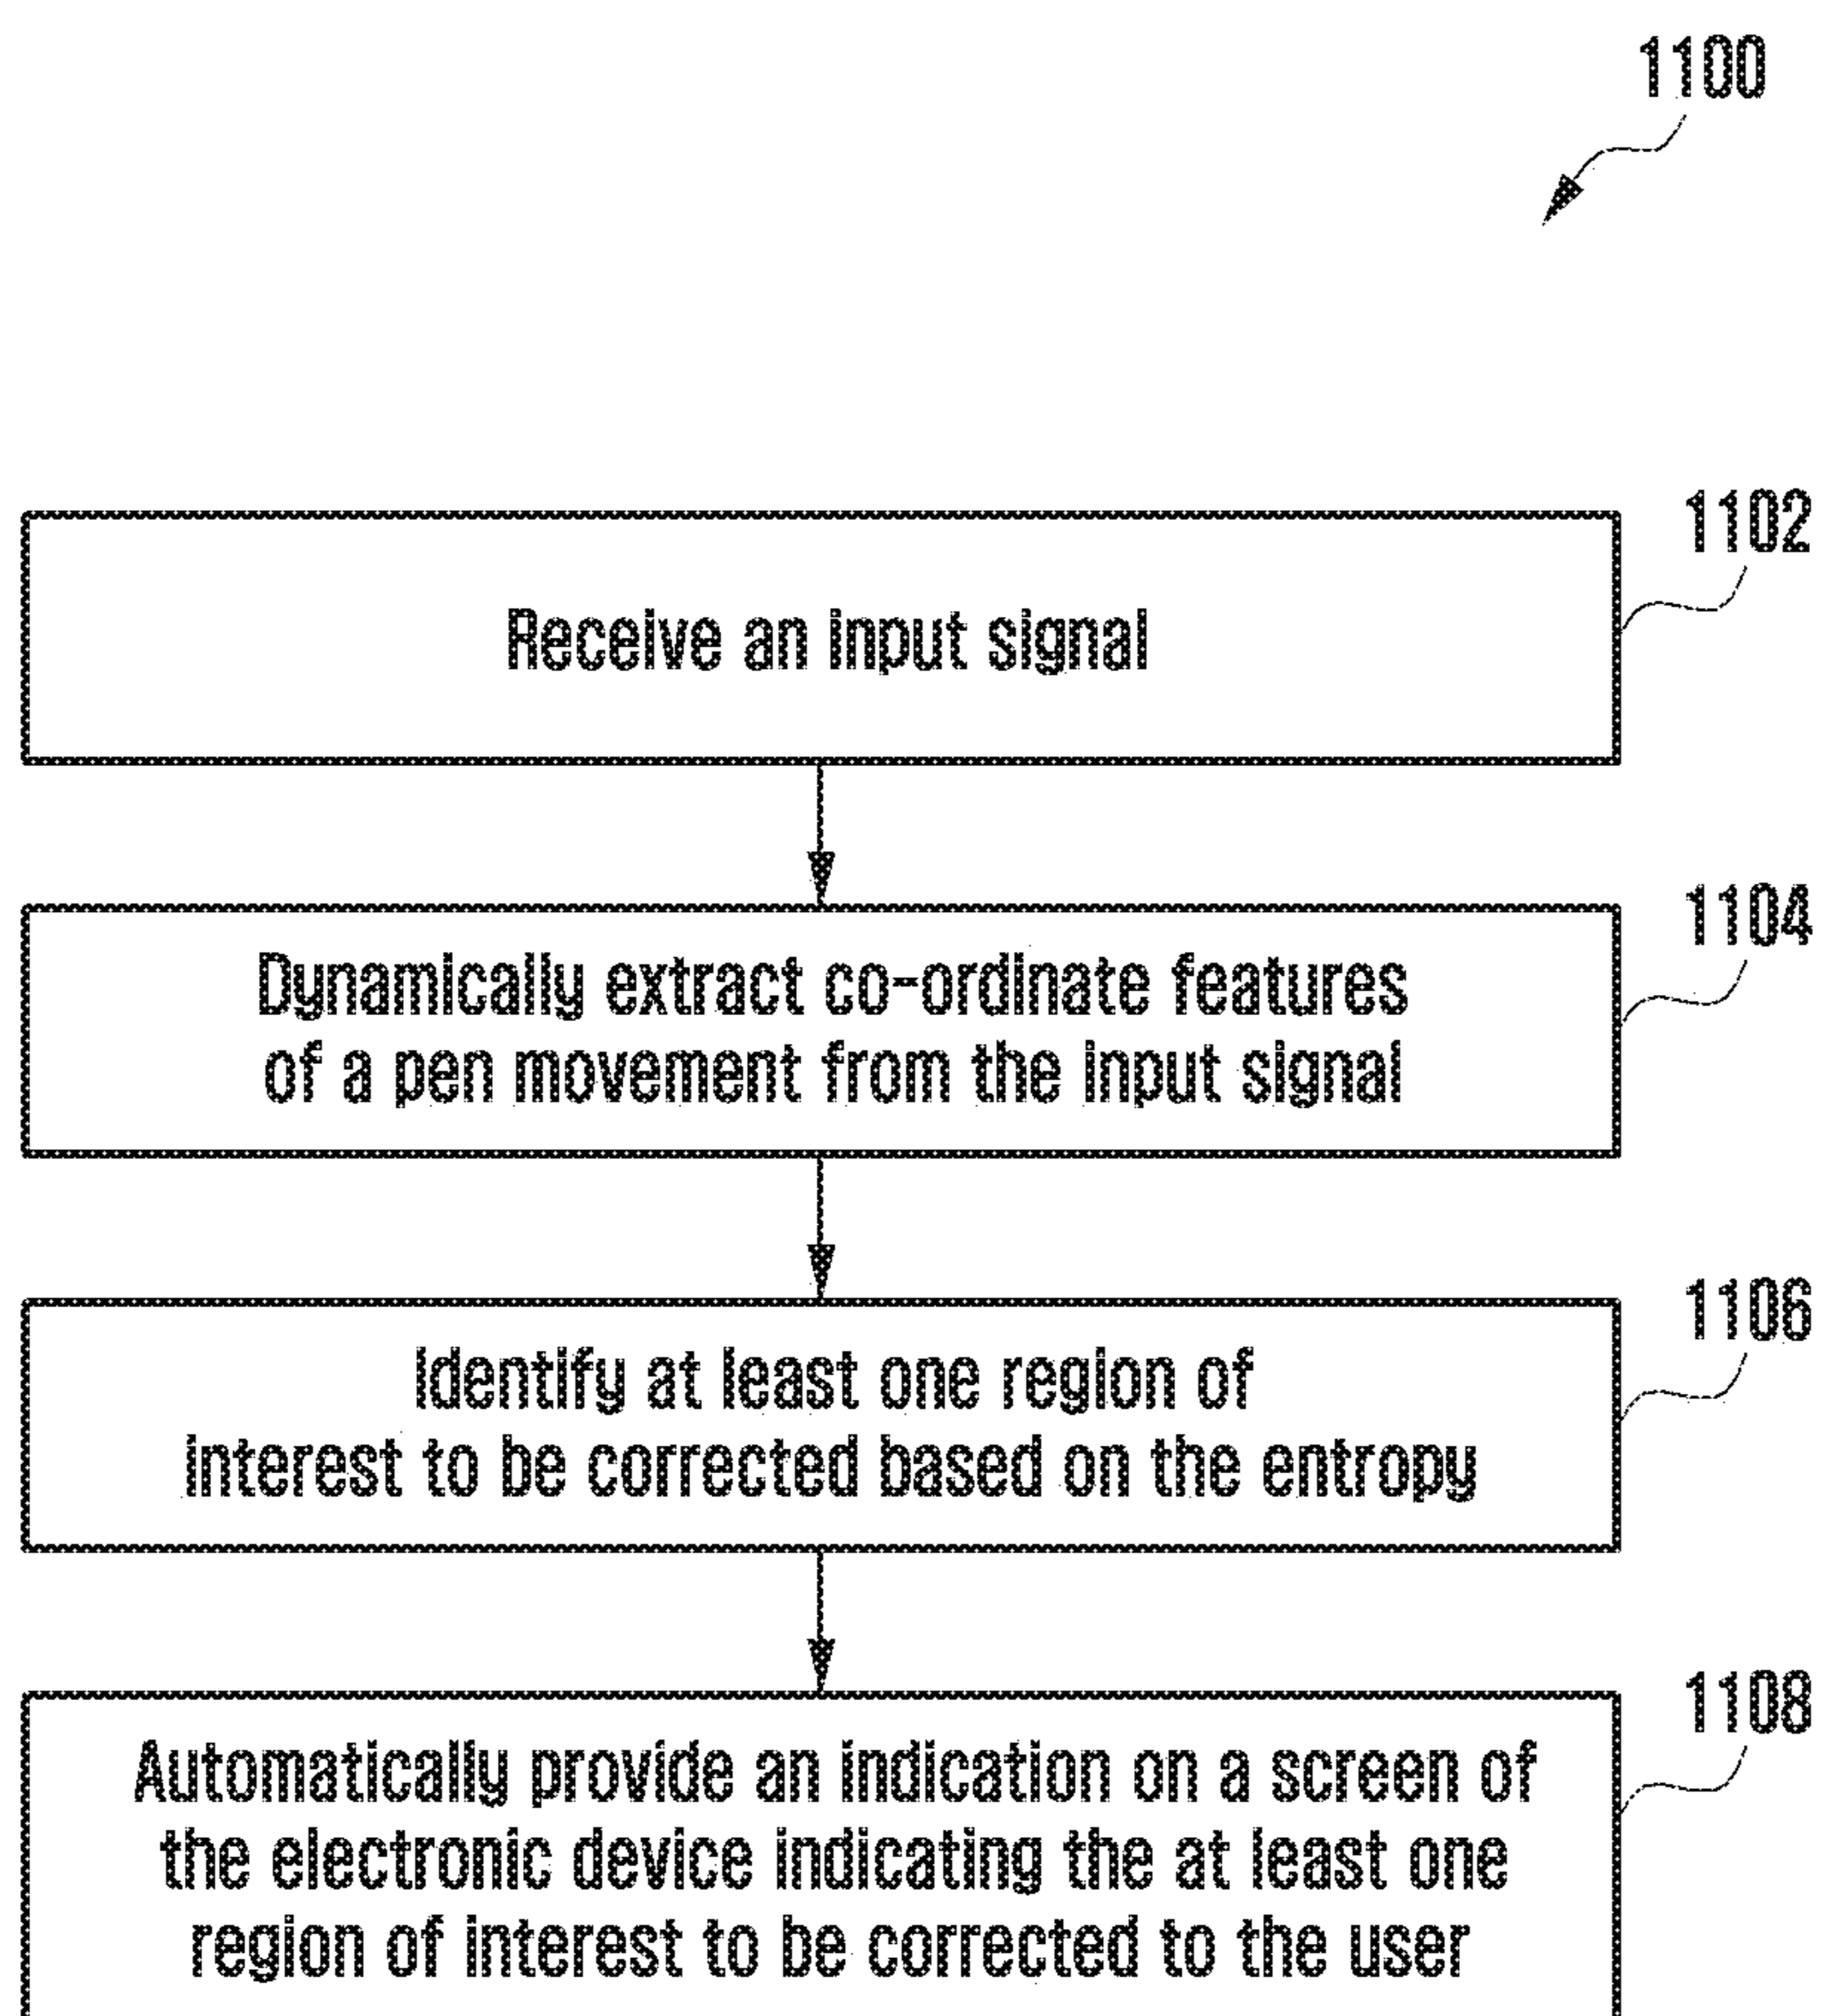 1100
1102
Receive an input signal
1104
Dynamically extract co-ordinate features
of a pen movement from the input signal
1106
Identify at least one region of
interest to be corrected based on the entropy
1108
Automatically provide an indication on a screen of
the electronic device indicating the at least one
region of interest to be corrected to the user